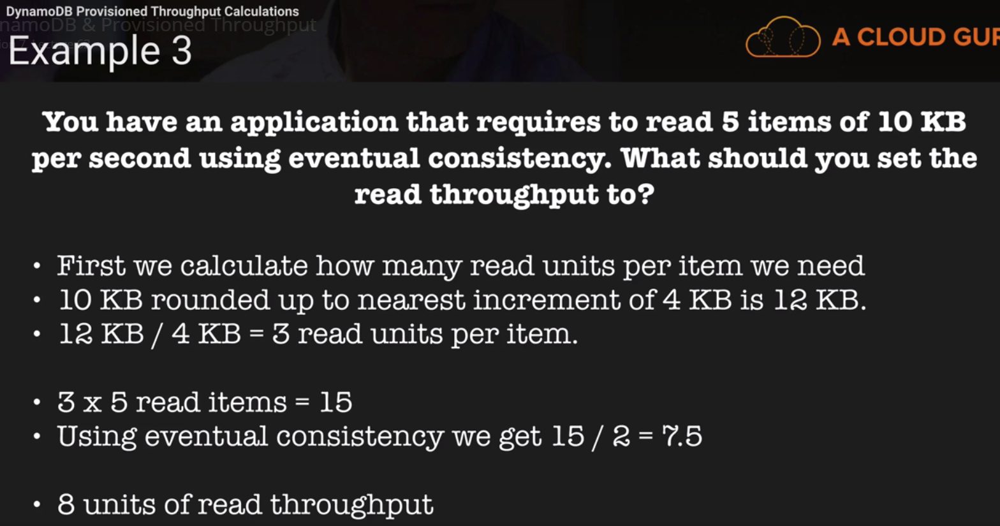 DynamoDB Provisioned Throughput Calculations
namoDB & Provisioned Throughput
Example 3
A CLOUD GUR
You have an application that requires to read 5 items of 10 KB
per second using eventual consistency. What should you set the
read throughput to?
• First we calculate how many read units per item we need
• 10 KB rounded up to nearest increment of 4 KB is 12 KB.
• 12 KB / 4 KB = 3 read units per item.
• 3 x 5 read items = 15
• Using eventual consistency we get 15 / 2 = 7.5
• 8 units of read throughput